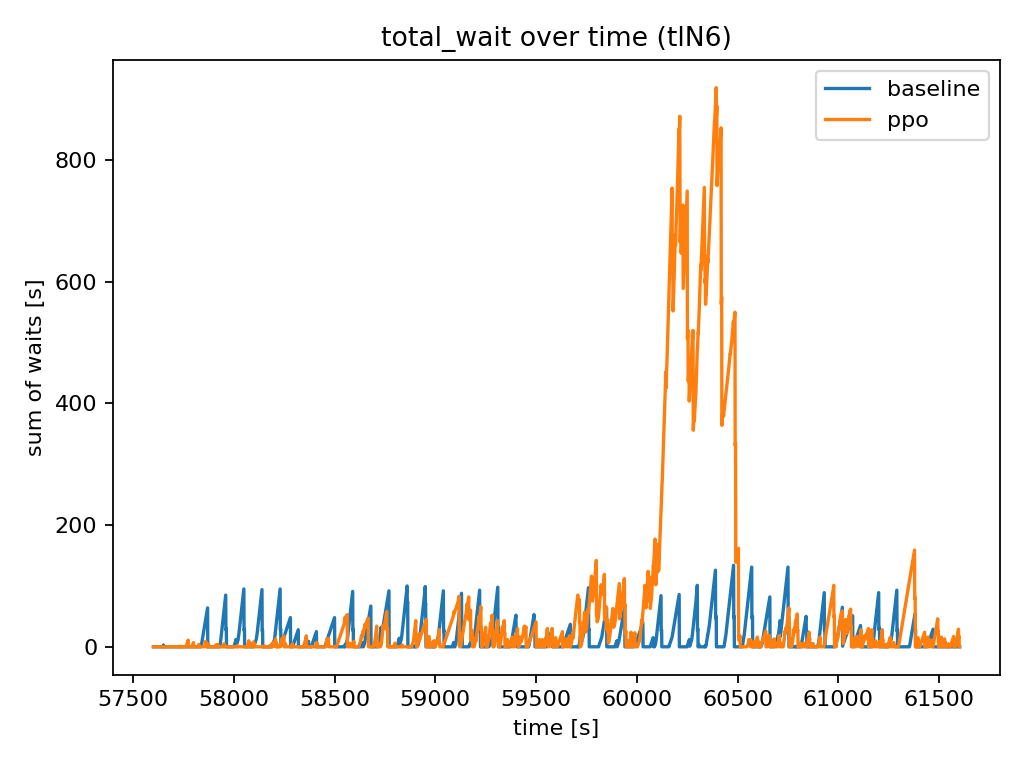 total_wait over time (tlN6)
baseline
ppo
sum of waits [s]
800
600
400
200
0
57500 58000 58500 59000 59500 60000 60500 61000 61500
time [s]